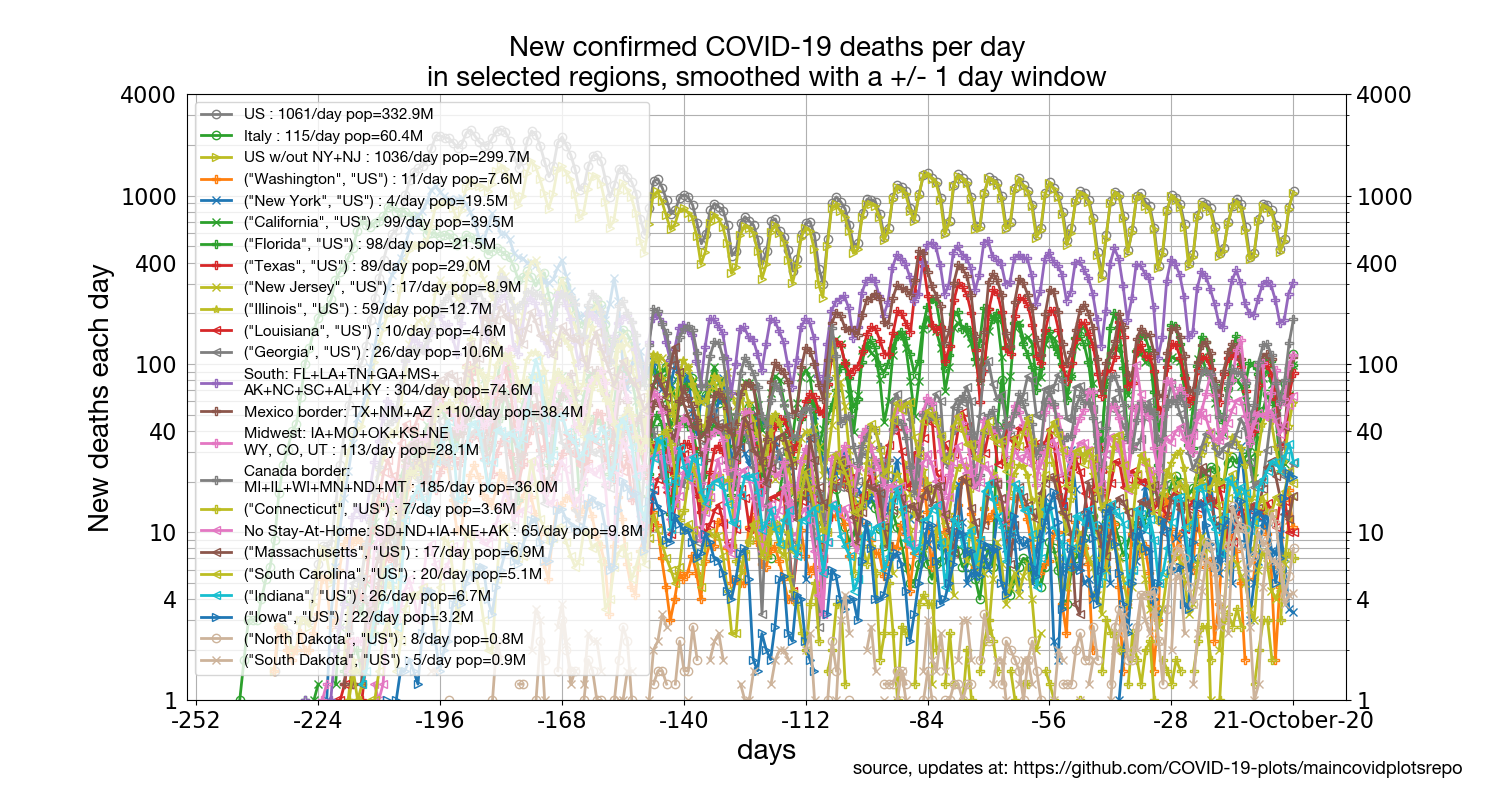 New confirmed COVID-19 deaths per day
in selected regions, smoothed with a +/- 1 day window
4000
1000
400
100
40
10
4
1
New deaths each day
US : 1061/day pop=332.9M
Italy : 115/day pop=60.4M
US w/out NY+NJ : 1036/day pop=299.7M
("Washington", "US") : 11/day pop=7.6M
("New York", "US") : 4/day pop=19.5M
("California", "US") : 99/day pop=39.5M
("Florida", "US") : 98/day pop=21.5M
("Texas", "US") : 89/day pop=29.0M
("New Jersey", "US") : 17/day pop=8.9M
("Illinois", "US") : 59/day pop=12.7M
("Louisiana", "US") : 10/day pop=4.6M
("Georgia", "US") : 26/day pop=10.6M
South: FL+LA+TN+GA+MS+
AK+NC+SC+AL+KY : 304/day pop=74.6M
Mexico border: TX+NM+AZ : 110/day pop=38.4M
Midwest: IA+MO+OK+KS+NE
WY, CO, UT : 113/day pop=28.1M
Canada border:
MI+IL+WI+MN+ND+MT : 185/day pop=36.0M
("Connecticut", "US") : 7/day pop=3.6M
No Stay-At-Home: SD+ND+IA+NE+AK : 65/day pop=9.8M
("Massachusetts", "US") : 17/day pop=6.9M
("South Carolina", "US") : 20/day pop=5.1M
("Indiana", "US") : 26/day pop=6.7M
("Iowa", "US") : 22/day pop=3.2M
("North Dakota", "US") : 8/day pop=0.8M
("South Dakota", "US") : 5/day pop=0.9M
4000
1000
400
100
40
10
4
1
-252 -224 -196 -168 -140 -112 -84 -56 -28 21-October-20
days
source, updates at: https://github.com/COVID-19-plots/maincovidplotsrepo